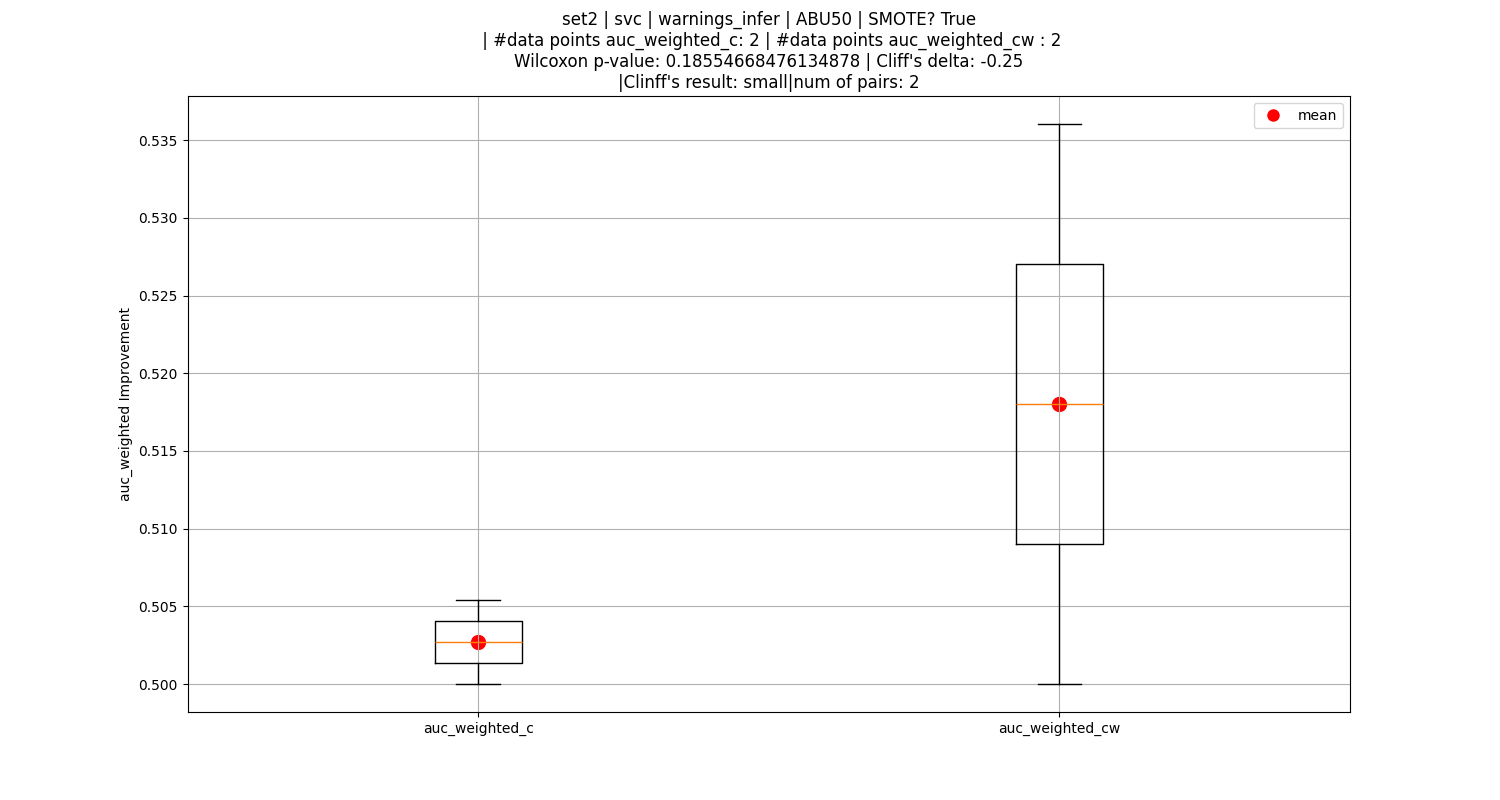 set2 | svc | warnings_infer | ABU50 | SMOTE? True
| #data points auc_weighted_c: 2 | #data points auc_weighted_cw : 2
Wilcoxon p-value: 0.18554668476134878 | Cliff's delta: -0.25
|Clinff's result: small|num of pairs: 2
mean
0.535
0.530
0.525
0.520
0.515
0.510
0.505
0.500
auc_weighted Improvement
auc_weighted_c
auc_weighted_cw